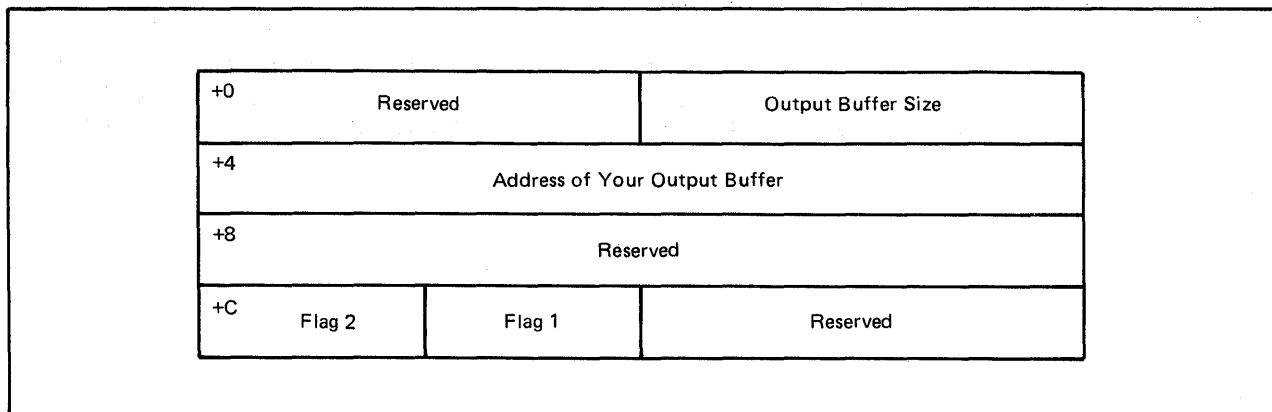 +0 Reserved Output Buffer Size
+4 Address of Your Output Buffer
+8 Reserved
+C Flag 2 Flag 1 Reserved